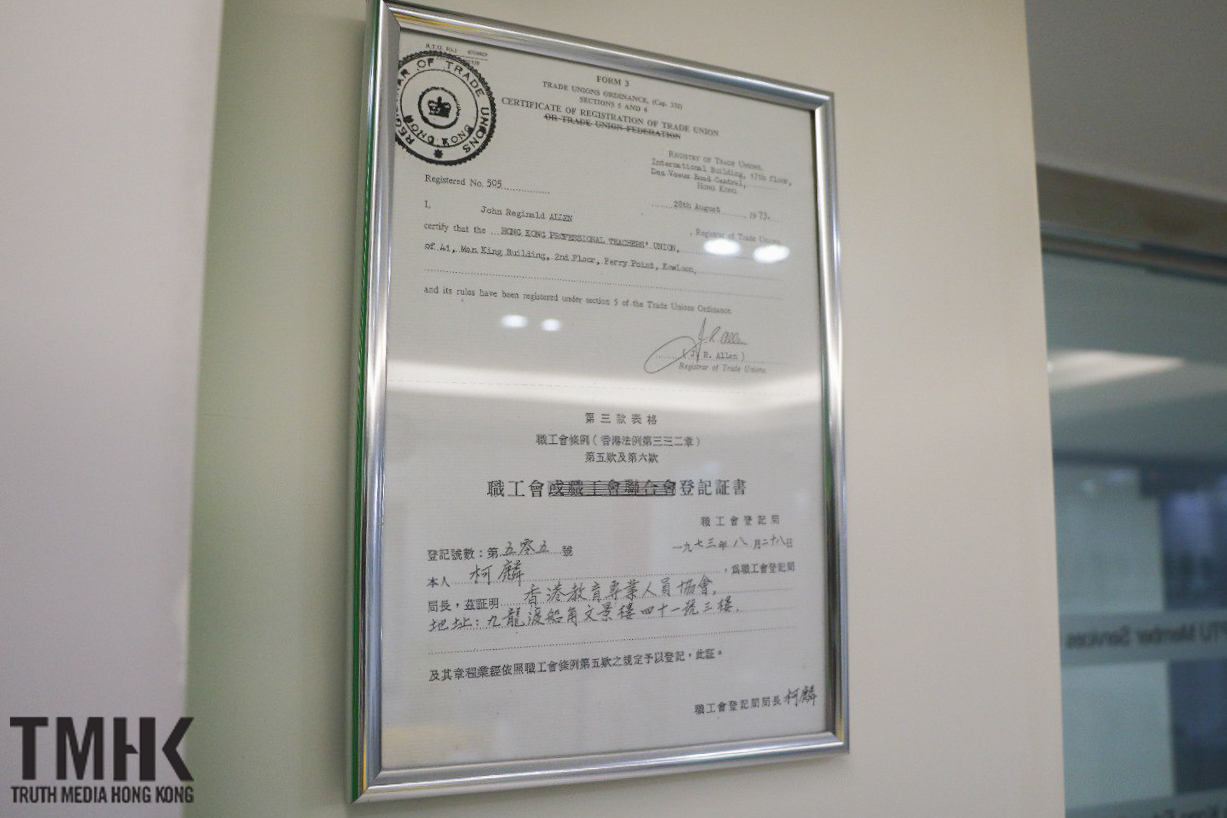 REGISTRAR OF TRADE UNIONS
HONG KONG
FORM 3
TRADE UNIONS ORDINANCE, (Cap. 332)
SECTIONS 5 AND 6
CERTIFICATE OF REGISTRATION OF TRADE UNION
OR TRADE UNION FEDERATION
REGISTRY OF TRADE UNIONS,
International Building, 17th Floor,
Des Voeux Road Central,
HONG KONG.
Registered No. 505
28th August 1973.
I, John Reginald ALLEN, Registrar of Trade Unions
certify that the HONG KONG PROFESSIONAL TEACHERS' UNION,
of 41, Man King Building, 2nd Floor, Ferry Point, Kowloon,
and its rules have been registered under section 5 of the Trade Unions Ordinance.
J. R. Allen
( J. R. Allen )
Registrar of Trade Unions.
第三款表格
職工會條例(香港法例第三三二章)
第五欵及第六欵
職工會或職工會聯合會登記証書
職工會登記局
登記號數:第五零五號
一九七三年八月二十八日
本人 柯麟,爲職工會登記局
局長,茲証明 香港教育專業人員協會,
地址:九龍渡船角文景樓四十一號三樓.
及其章程業經依照職工會條例第五欵之規定予以登記,此証。
職工會登記局局長 柯麟
TU Member Services
TMHK
TRUTH MEDIA HONG KONG